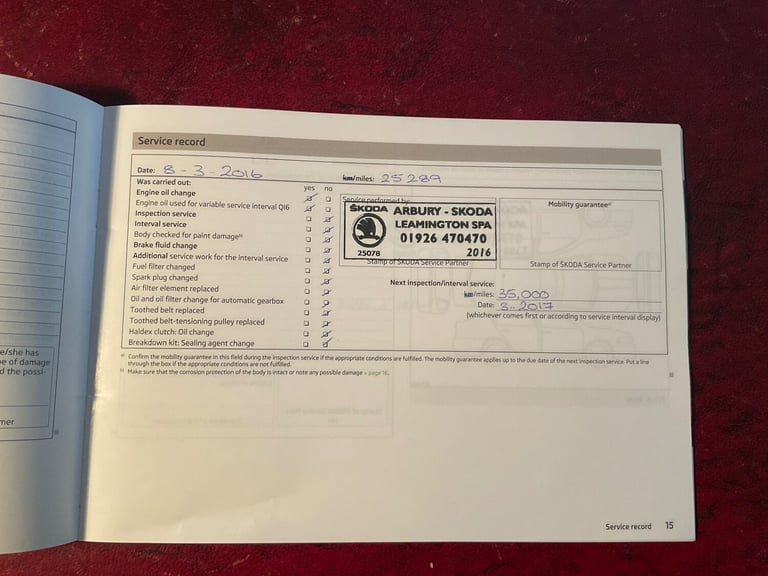 Service record
Date: 8 - 3 - 2016
km/miles: 25289
Was carried out:
yes no
Engine oil change
Engine oil used for variable service interval QI6
Inspection service
Interval service
Body checked for paint damageb)
Brake fluid change
Additional service work for the interval service
Fuel filter changed
Spark plug changed
Air filter element replaced
Oil and oil filter change for automatic gearbox
Toothed belt replaced
Toothed belt-tensioning pulley replaced
Haldex clutch: Oil change
Breakdown kit: Sealing agent change
Service performed by
ŠKODA ARBURY - SKODA
LEAMINGTON SPA
01926 470470
25078 2016
Stamp of ŠKODA Service Partner
Mobility guaranteea)
Stamp of ŠKODA Service Partner
Next inspection/interval service:
km/miles: 35,000
Date: 3..2017
(whichever comes first or according to service interval display)
a) Confirm the mobility guarantee in this field during the inspection service if the appropriate conditions are fulfilled. The mobility guarantee applies up to the due date of the next inspection service. Put a line
through the box if the appropriate conditions are not fulfilled.
b) Make sure that the corrosion protection of the body is intact or note any possible damage » page 16.
e/she has
pe of damage
d the possi-
mer
Service record 15